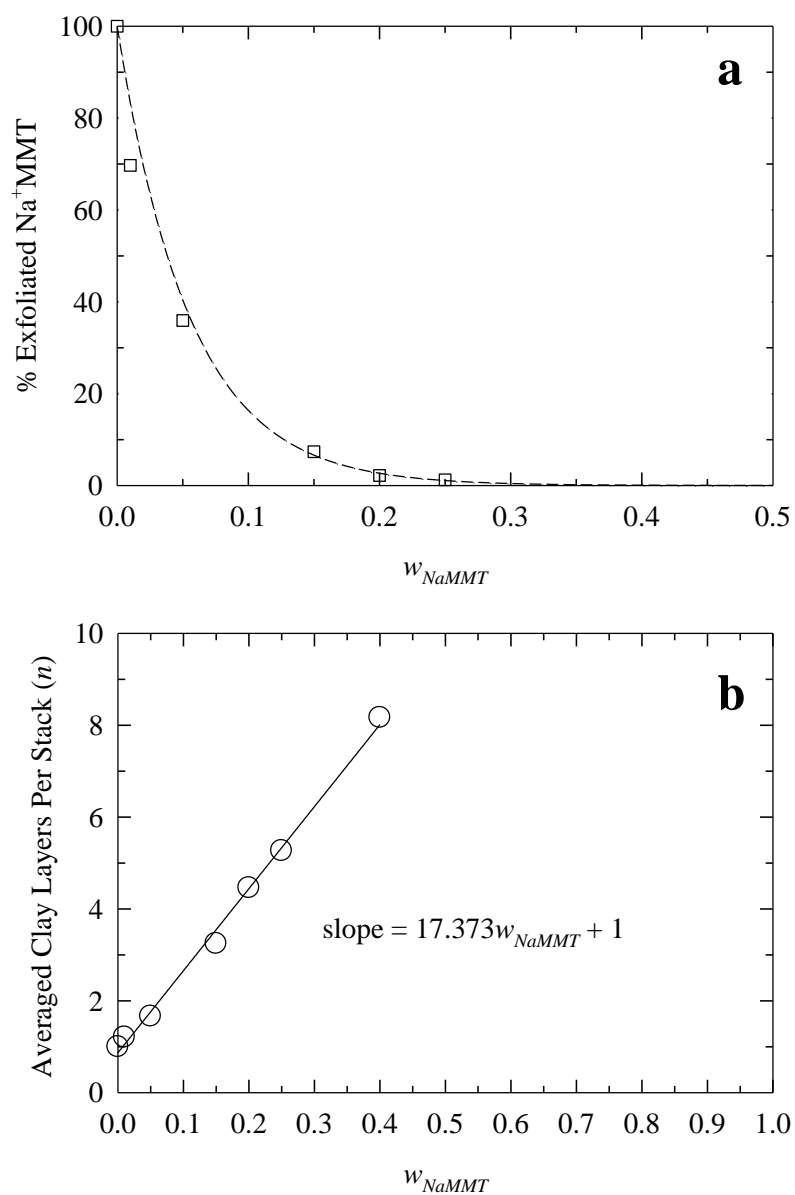 100
80
60
40
20
0
% Exfoliated Na⁺MMT
a
0.0 0.1 0.2 0.3 0.4 0.5
w_NaMMT
10
8
6
4
2
0
Averaged Clay Layers Per Stack (n)
b
slope = 17.373w_NaMMT + 1
0.0 0.1 0.2 0.3 0.4 0.5 0.6 0.7 0.8 0.9 1.0
w_NaMMT